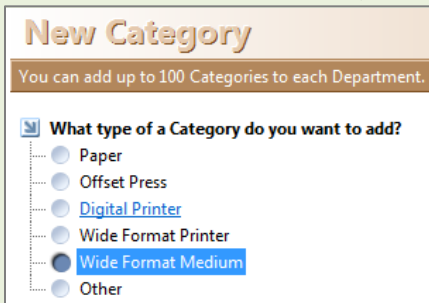 New Category
You can add up to 100 Categories to each Department.
What type of a Category do you want to add?
Paper
Offset Press
Digital Printer
Wide Format Printer
Wide Format Medium
Other